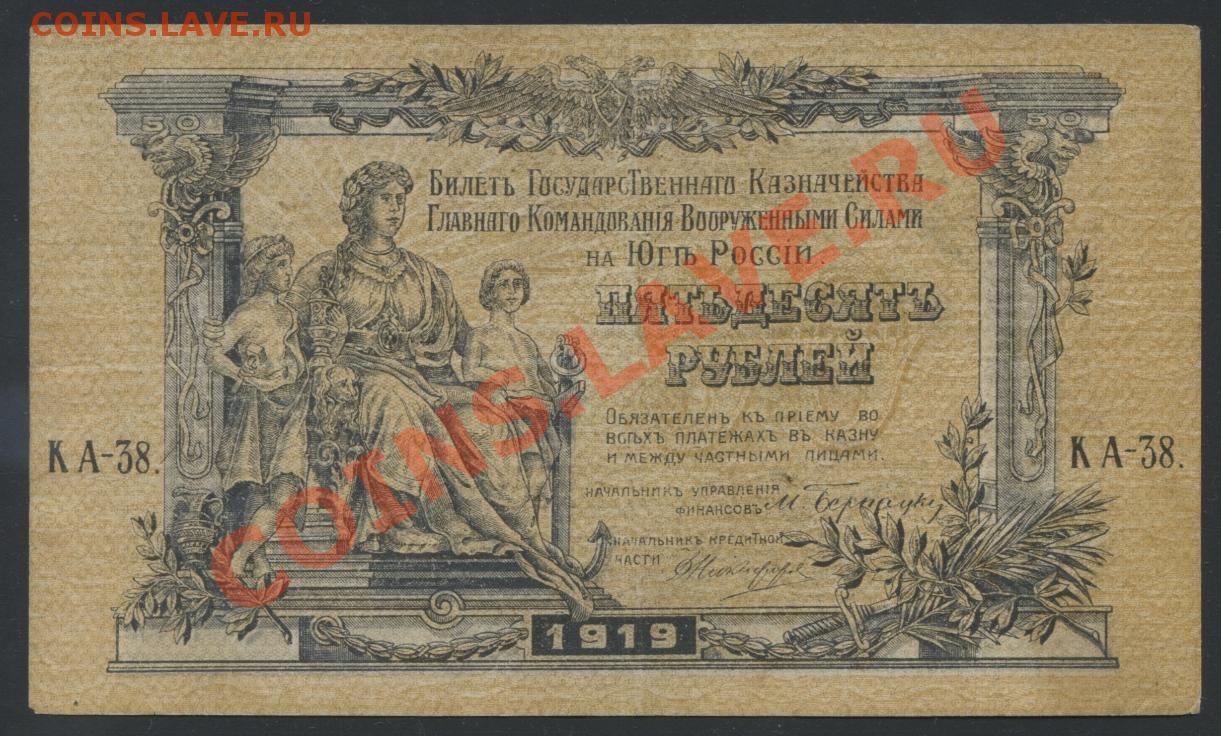 COINS.LAVE.RU
50
50
Билетъ Государственнаго Казначейства
Главнаго Командованія Вооруженными Силами
на Югѣ Россіи.
ПЯТЬДЕСЯТЪ
РУБЛЕЙ
Обязателенъ къ пріему во
всѣхъ платежахъ въ казну
и между частными лицами.
КА-38.
КА-38.
Начальникъ управленія
финансовъ
Начальникъ кредитной
части
1919
COINS.LAVE.RU